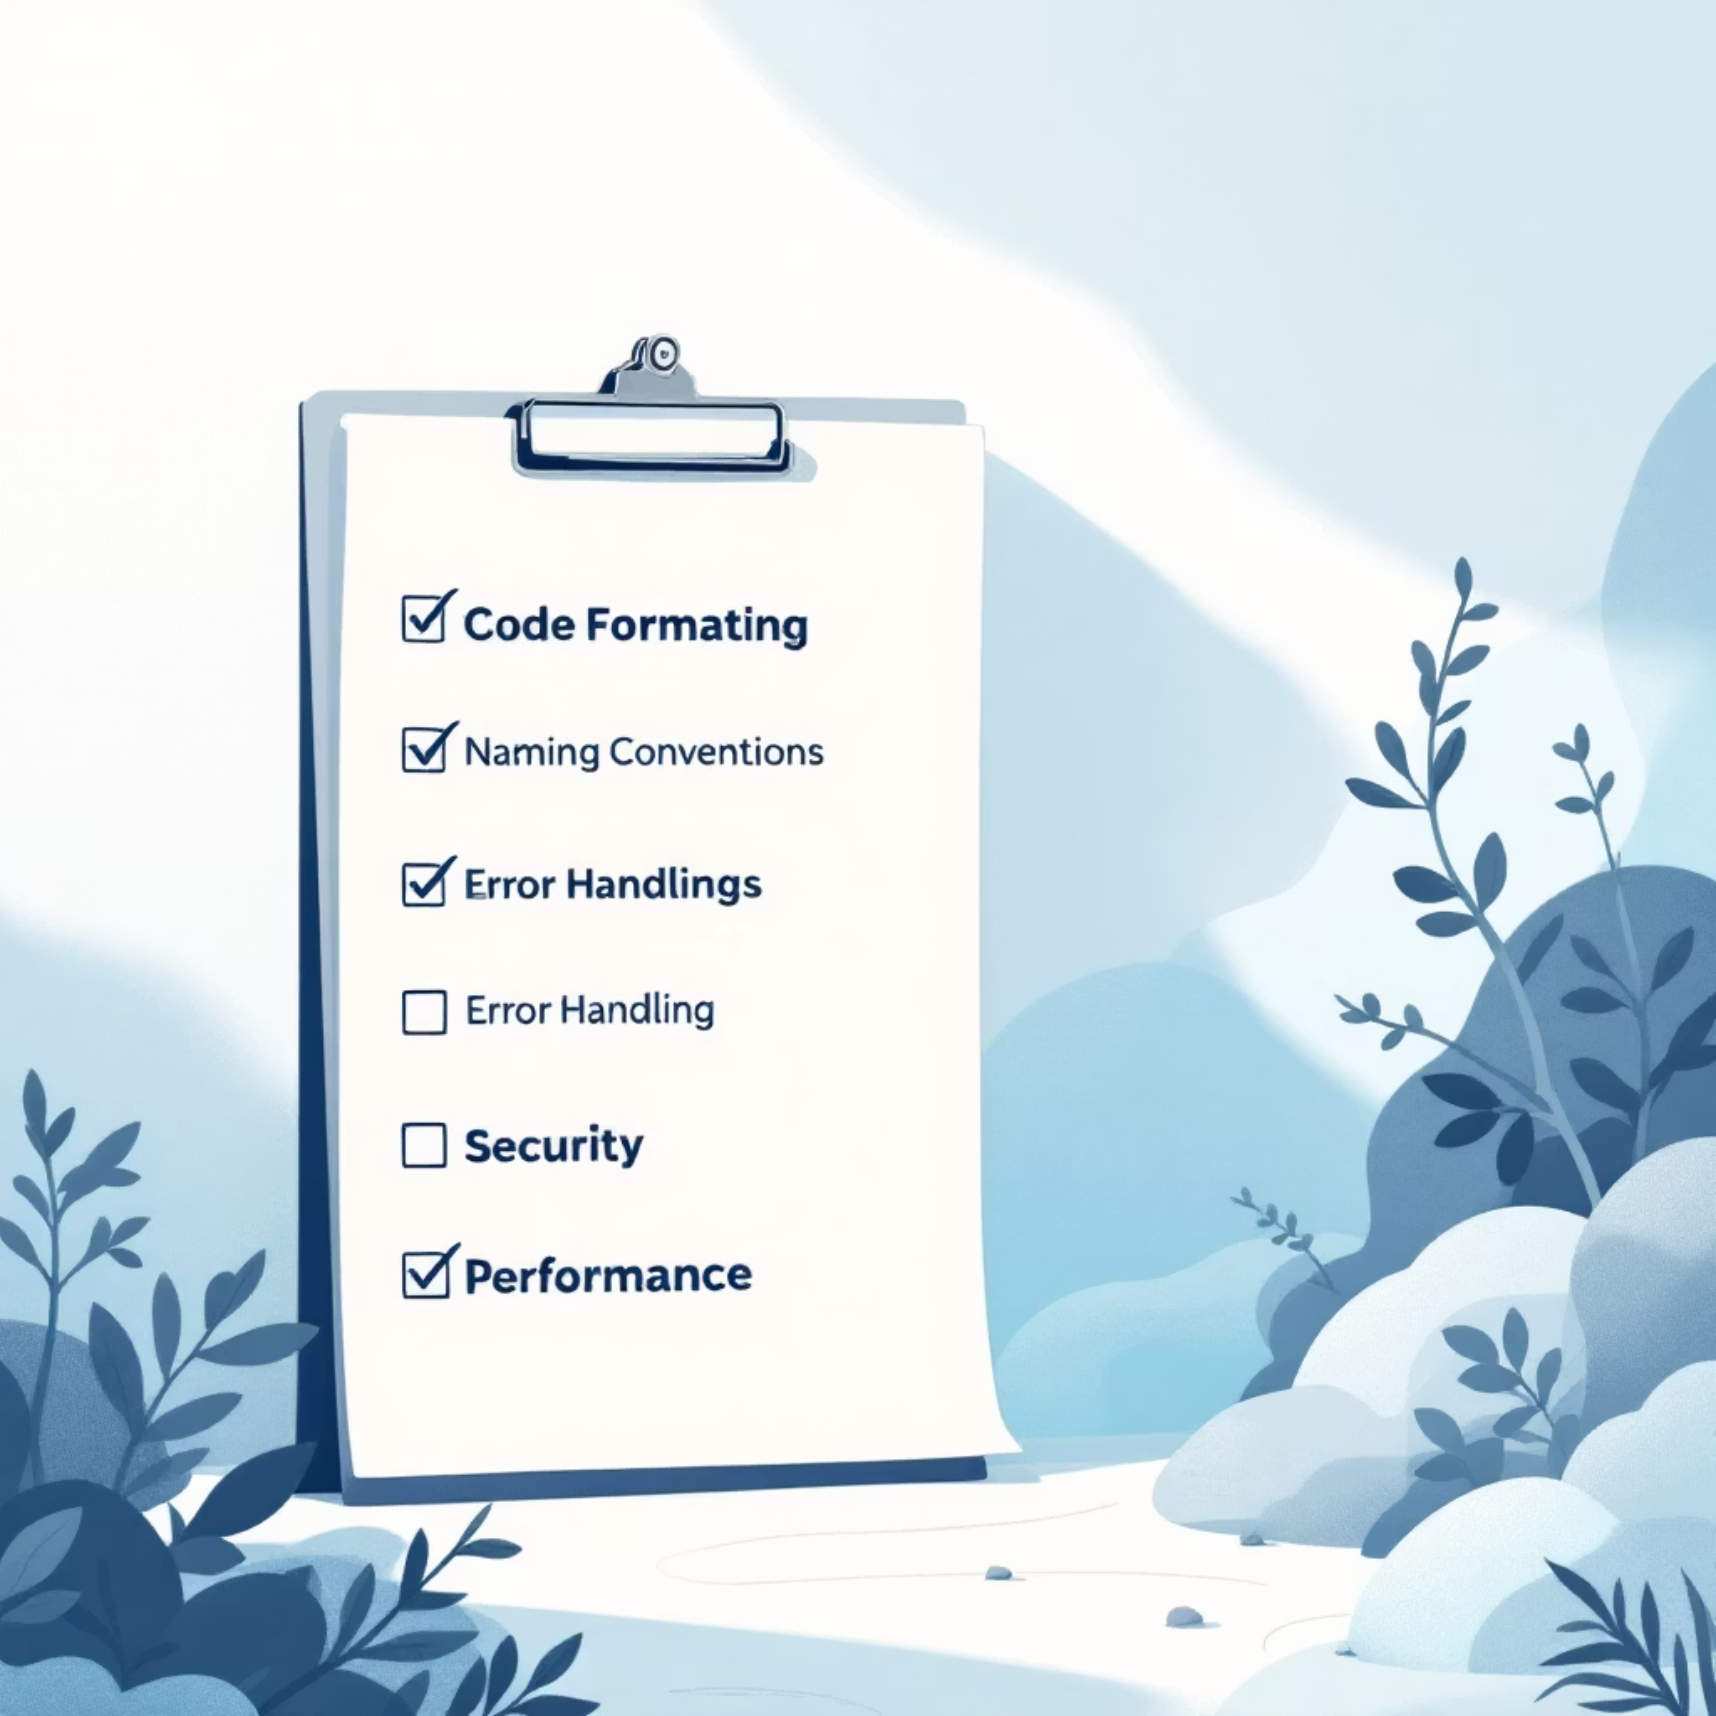 Code Formating
Naming Conventions
Error Handlings
Error Handling
Security
Performance